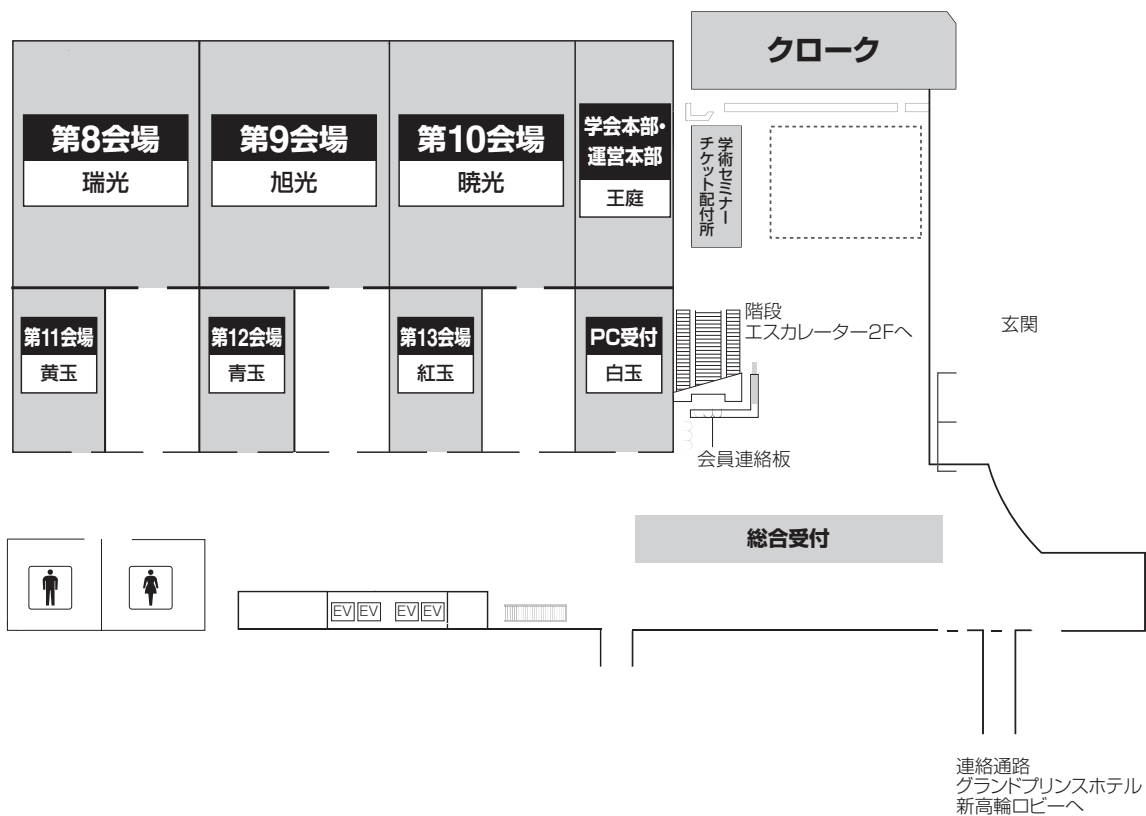 クローク
第8会場
瑞光
第9会場
旭光
第10会場
暁光
学会本部・
運営本部
王庭
学術セミナー
チケット配付所
第11会場
黄玉
第12会場
青玉
第13会場
紅玉
PC受付
白玉
階段
エスカレーター2Fへ
玄関
会員連絡板
総合受付
EV
EV
EV
EV
連絡通路
グランドプリンスホテル
新高輪ロビーへ